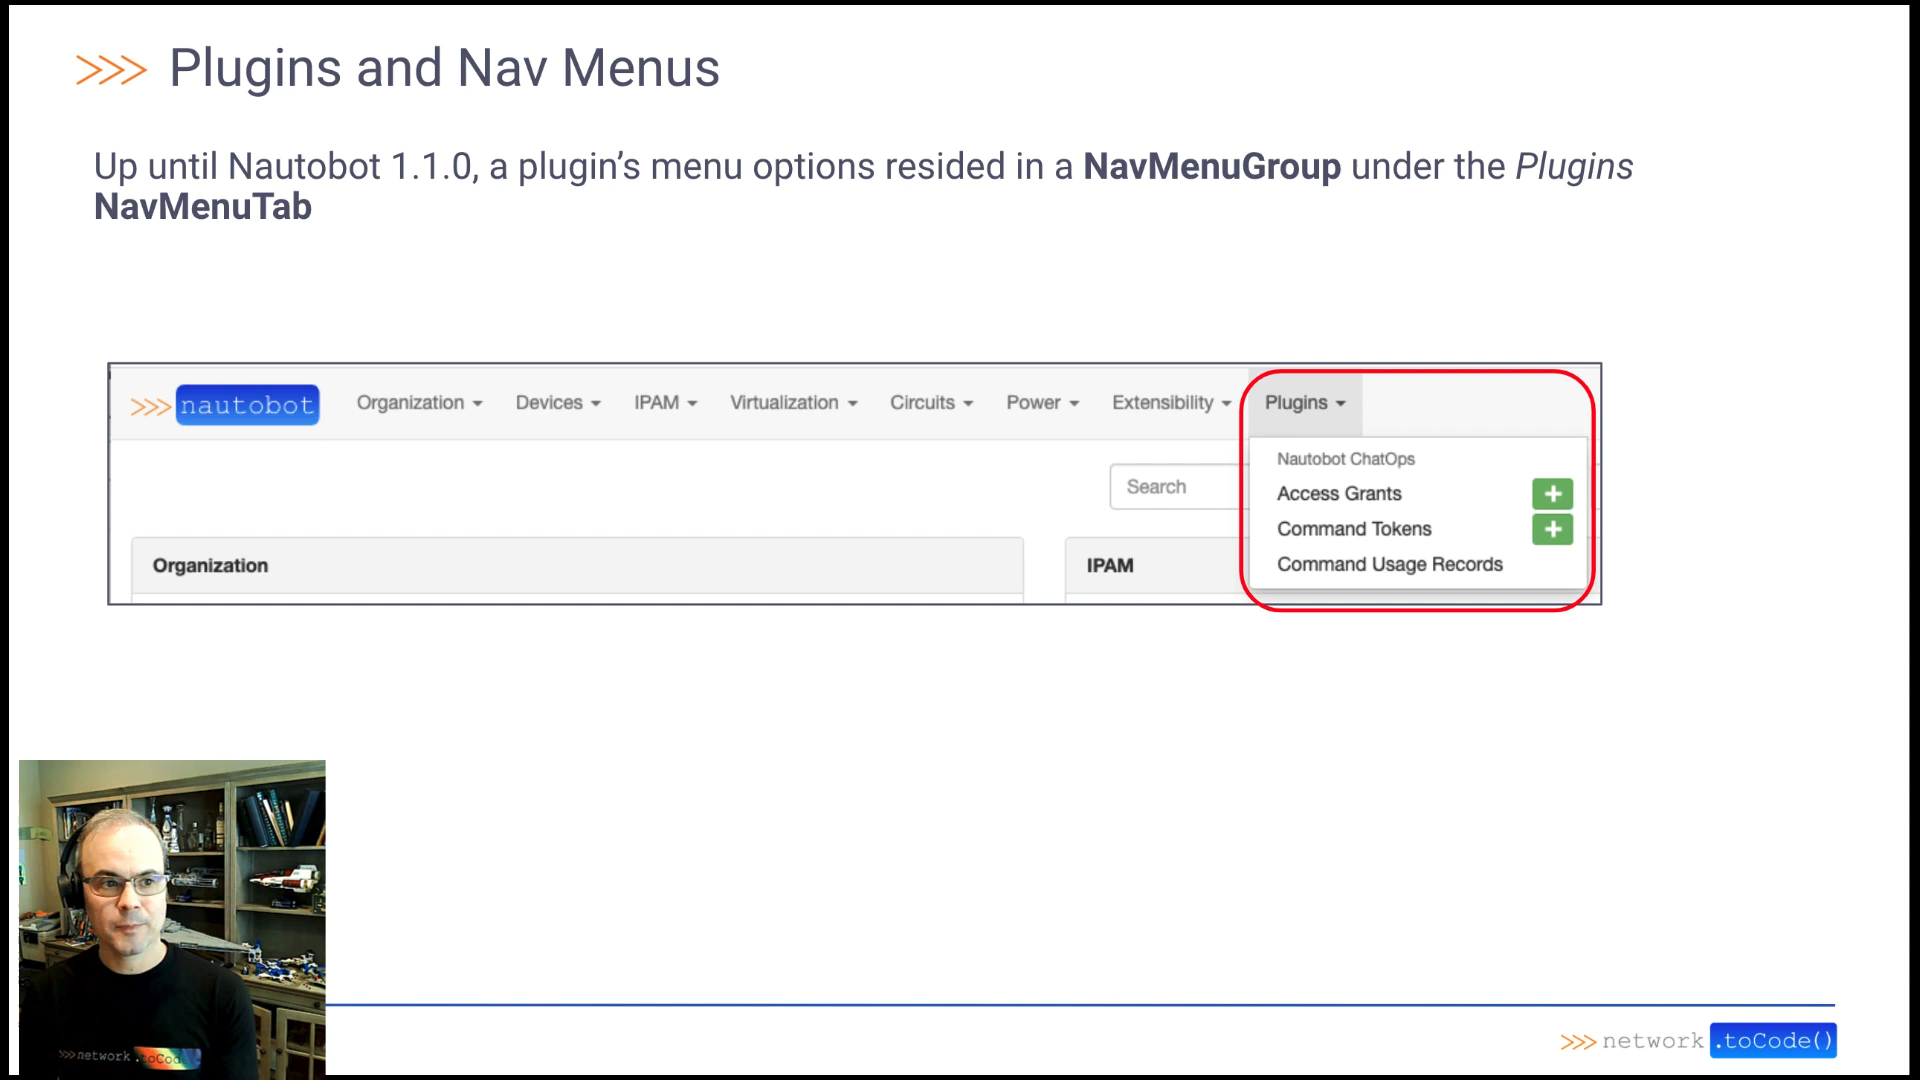 >>> Plugins and Nav Menus
Up until Nautobot 1.1.0, a plugin’s menu options resided in a NavMenuGroup under the Plugins
NavMenuTab
>>> nautobot Organization Devices IPAM Virtualization Circuits Power Extensibility Plugins
Nautobot ChatOps
Search
Access Grants +
Command Tokens +
Organization
IPAM
Command Usage Records
>>>network.toCod
>>> network .toCode()